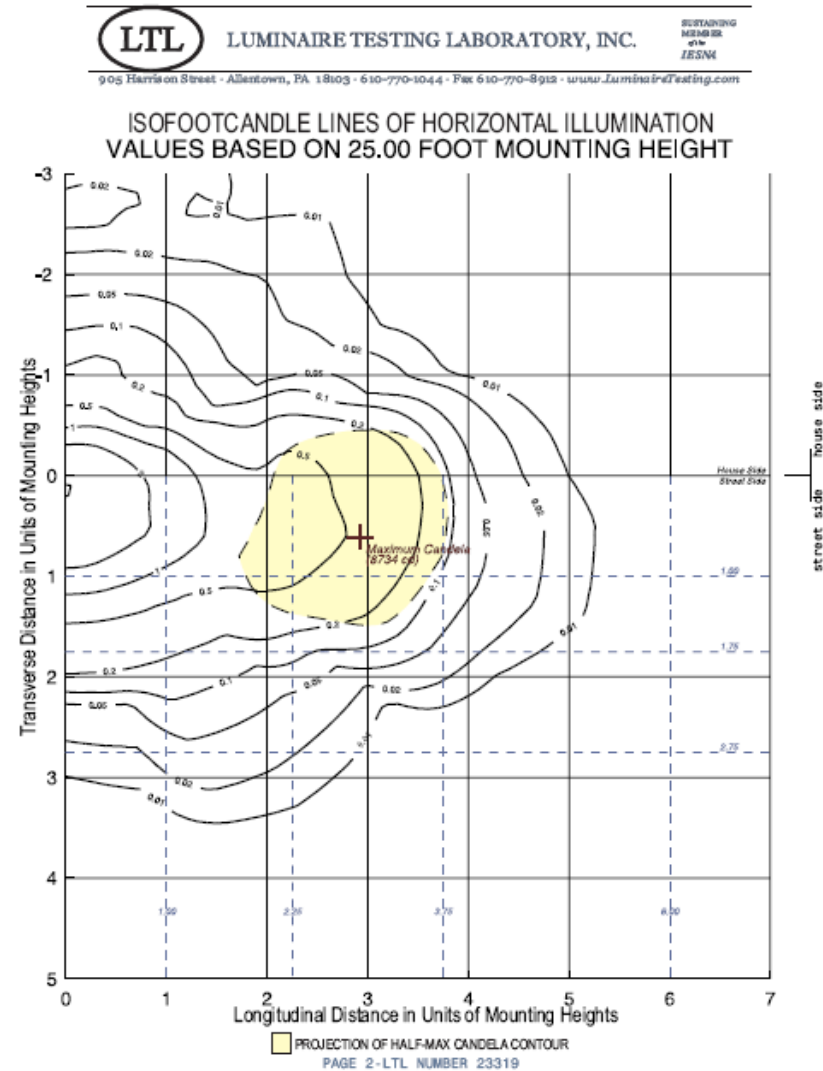 LTL
LUMINAIRE TESTING LABORATORY, INC.
SUSTAINING
MEMBER
of the
IESNA
905 Harrison Street - Allentown, PA 18103 - 610-770-1044 - Fax 610-770-8912 - www.LuminaireTesting.com
ISOFOOTCANDLE LINES OF HORIZONTAL ILLUMINATION
VALUES BASED ON 25.00 FOOT MOUNTING HEIGHT
-3
0.02
0.01
0.01
0.02
-2
0.05
0.1
0.02
-1
0.2
0.05
0.01
0.1
0.5
0.2
1
0.5
0
House Side
Street Side
house side
street side
0.02
0.05
Maximum Candela
(8734 cd)
1
1
1.00
0.5
0.1
0.2
0.01
1.75
2
0.2
0.1
0.05
0.02
0.05
0.01
2.75
3
0.02
0.01
4
1.00
2.25
3.75
6.00
5
0 1 2 3 4 5 6 7
Transverse Distance in Units of Mounting Heights
Longitudinal Distance in Units of Mounting Heights
PROJECTION OF HALF-MAX CANDELA CONTOUR
PAGE 2-LTL NUMBER 23319